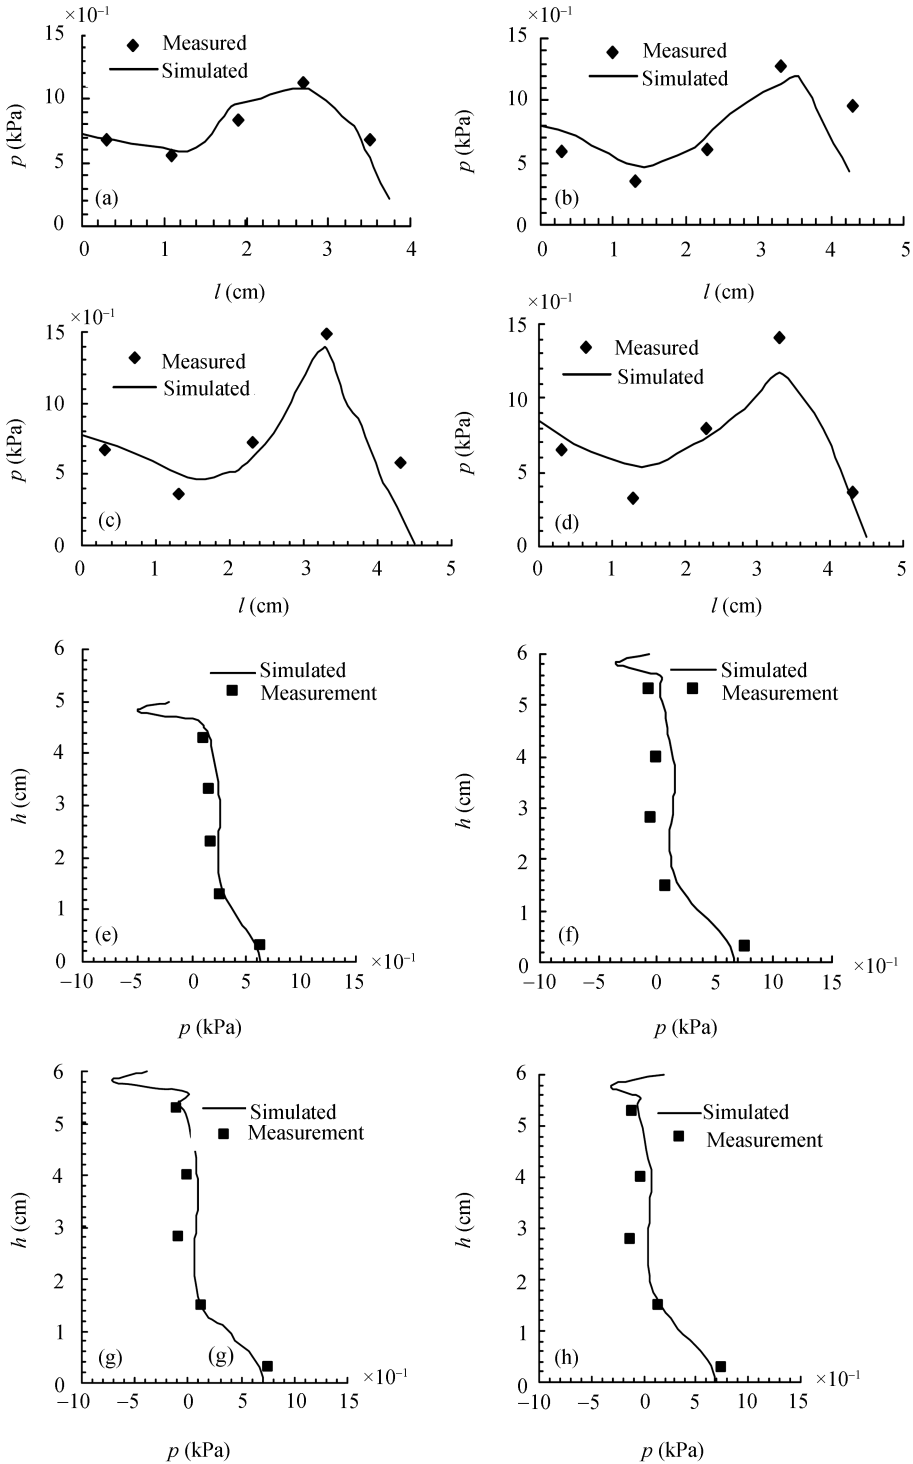 ×10⁻¹
15
10
5
0
p (kPa)
Measured
Simulated
(a)
0 1 2 3 4
l (cm)
×10⁻¹
15
10
5
0
p (kPa)
Measured
Simulated
(b)
0 1 2 3 4 5
l (cm)
×10⁻¹
15
10
5
0
p (kPa)
Measured
Simulated
(c)
0 1 2 3 4 5
l (cm)
×10⁻¹
15
10
5
0
p (kPa)
Measured
Simulated
(d)
0 1 2 3 4 5
l (cm)
6
5
4
3
2
1
0
h (cm)
Simulated
Measurement
(e)
−10 −5 0 5 10 15
×10⁻¹
p (kPa)
6
5
4
3
2
1
0
h (cm)
Simulated
Measurement
(f)
−10 −5 0 5 10 15
×10⁻¹
p (kPa)
6
5
4
3
2
1
0
h (cm)
Simulated
Measurement
(g) (g)
−10 −5 0 5 10 15
×10⁻¹
p (kPa)
6
5
4
3
2
1
0
h (cm)
Simulated
Measurement
(h)
−10 −5 0 5 10 15
×10⁻¹
p (kPa)